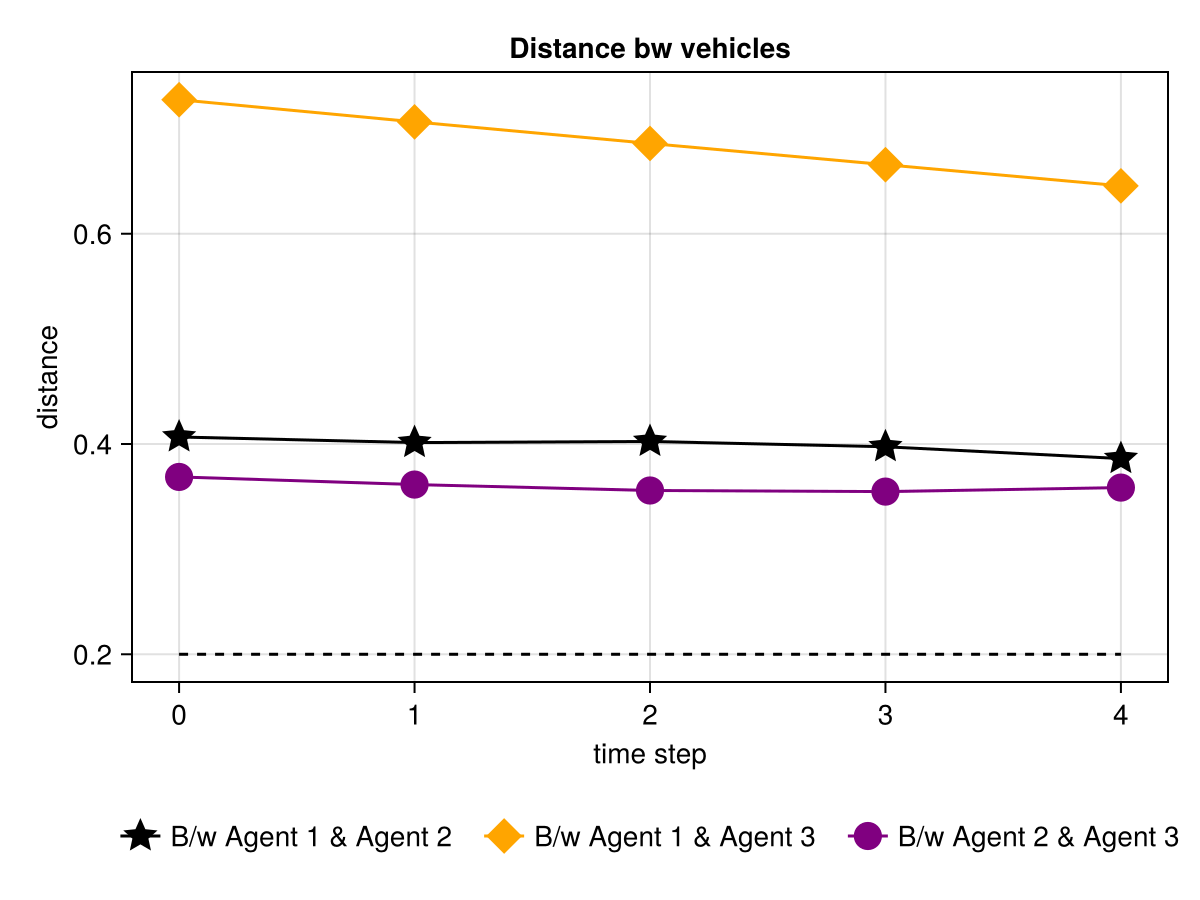 Distance bw vehicles
distance
0.6
0.4
0.2
0 1 2 3 4
time step
B/w Agent 1 & Agent 2 B/w Agent 1 & Agent 3 B/w Agent 2 & Agent 3